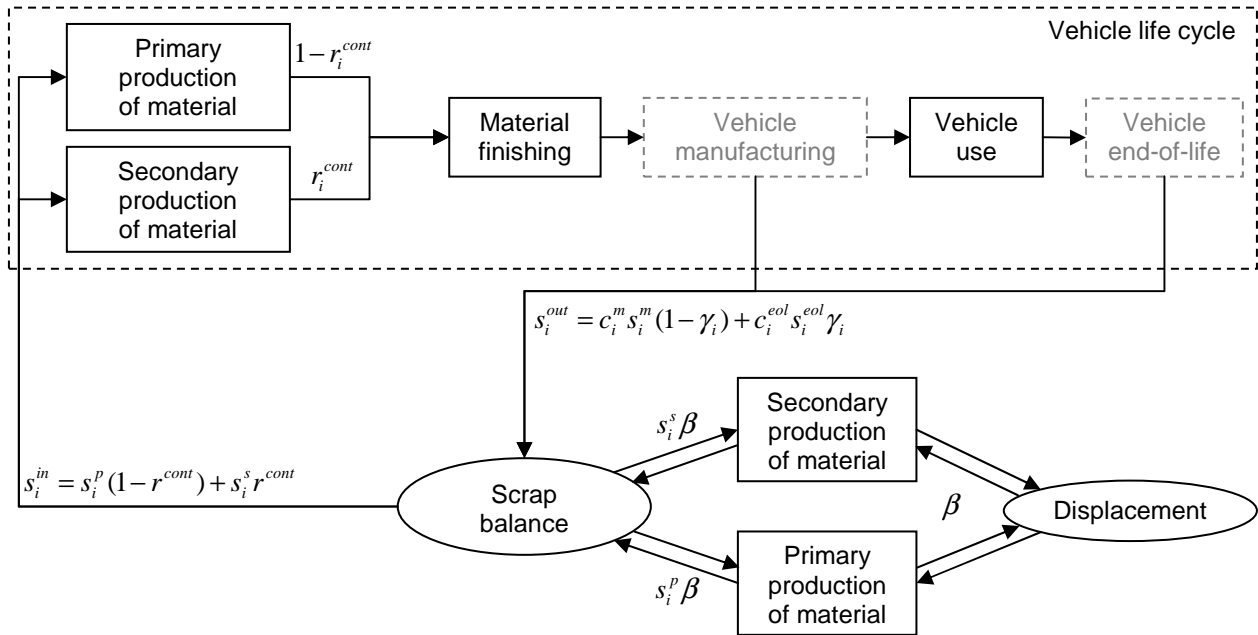 Vehicle life cycle
Primary
production
of material
1− r_i^{cont}
Secondary
production
of material
r_i^{cont}
Material
finishing
Vehicle
manufacturing
Vehicle
use
Vehicle
end-of-life
s_i^{out} = c_i^m s_i^m (1 − γ_i) + c_i^{eol} s_i^{eol} γ_i
s_i^{in} = s_i^p (1− r^{cont}) + s_i^s r^{cont}
Scrap
balance
s_i^s β
Secondary
production
of material
β
Displacement
s_i^p β
Primary
production
of material